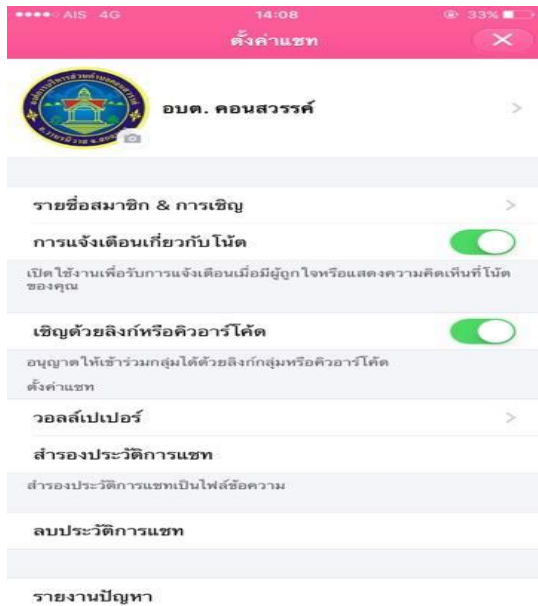 AIS 4G 14:08 33%
ตั้งค่าแชท
อบต. คอนสวรรค์
รายชื่อสมาชิก & การเชิญ
การแจ้งเตือนเกี่ยวกับโน้ต
เปิดใช้งานเพื่อรับการแจ้งเตือนเมื่อมีผู้ถูกใจหรือแสดงความคิดเห็นที่โน้ต
ของคุณ
เชิญด้วยลิงก์หรือคิวอาร์โค้ด
อนุญาตให้เข้าร่วมกลุ่มได้ด้วยลิงก์กลุ่มหรือคิวอาร์โค้ด
ตั้งค่าแชท
วอลล์เปเปอร์
สำรองประวัติการแชท
สำรองประวัติการแชทเป็นไฟล์ข้อความ
ลบประวัติการแชท
รายงานปัญหา